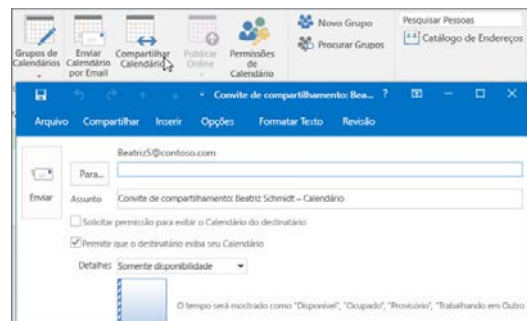 Grupos de Calendários
Enviar Calendário por Email
Compartilhar Calendário
Publicar Online
Permissões de Calendário
Novo Grupo
Procurar Grupos
Pesquisar Pessoas
Catálogo de Endereços
Convite de compartilhamento: Bea... ?
Arquivo Compartilhar Inserir Opções Formatar Texto Revisão
BeatrizS@contoso.com
Para...
Enviar
Assunto Convite de compartilhamento: Beatriz Schmidt – Calendário
Solicitar permissão para exibir o Calendário do destinatário
Permitir que o destinatário exiba seu Calendário
Detalhes Somente disponibilidade
O tempo será mostrado como "Disponível", "Ocupado", "Provisório", "Trabalhando em Outro